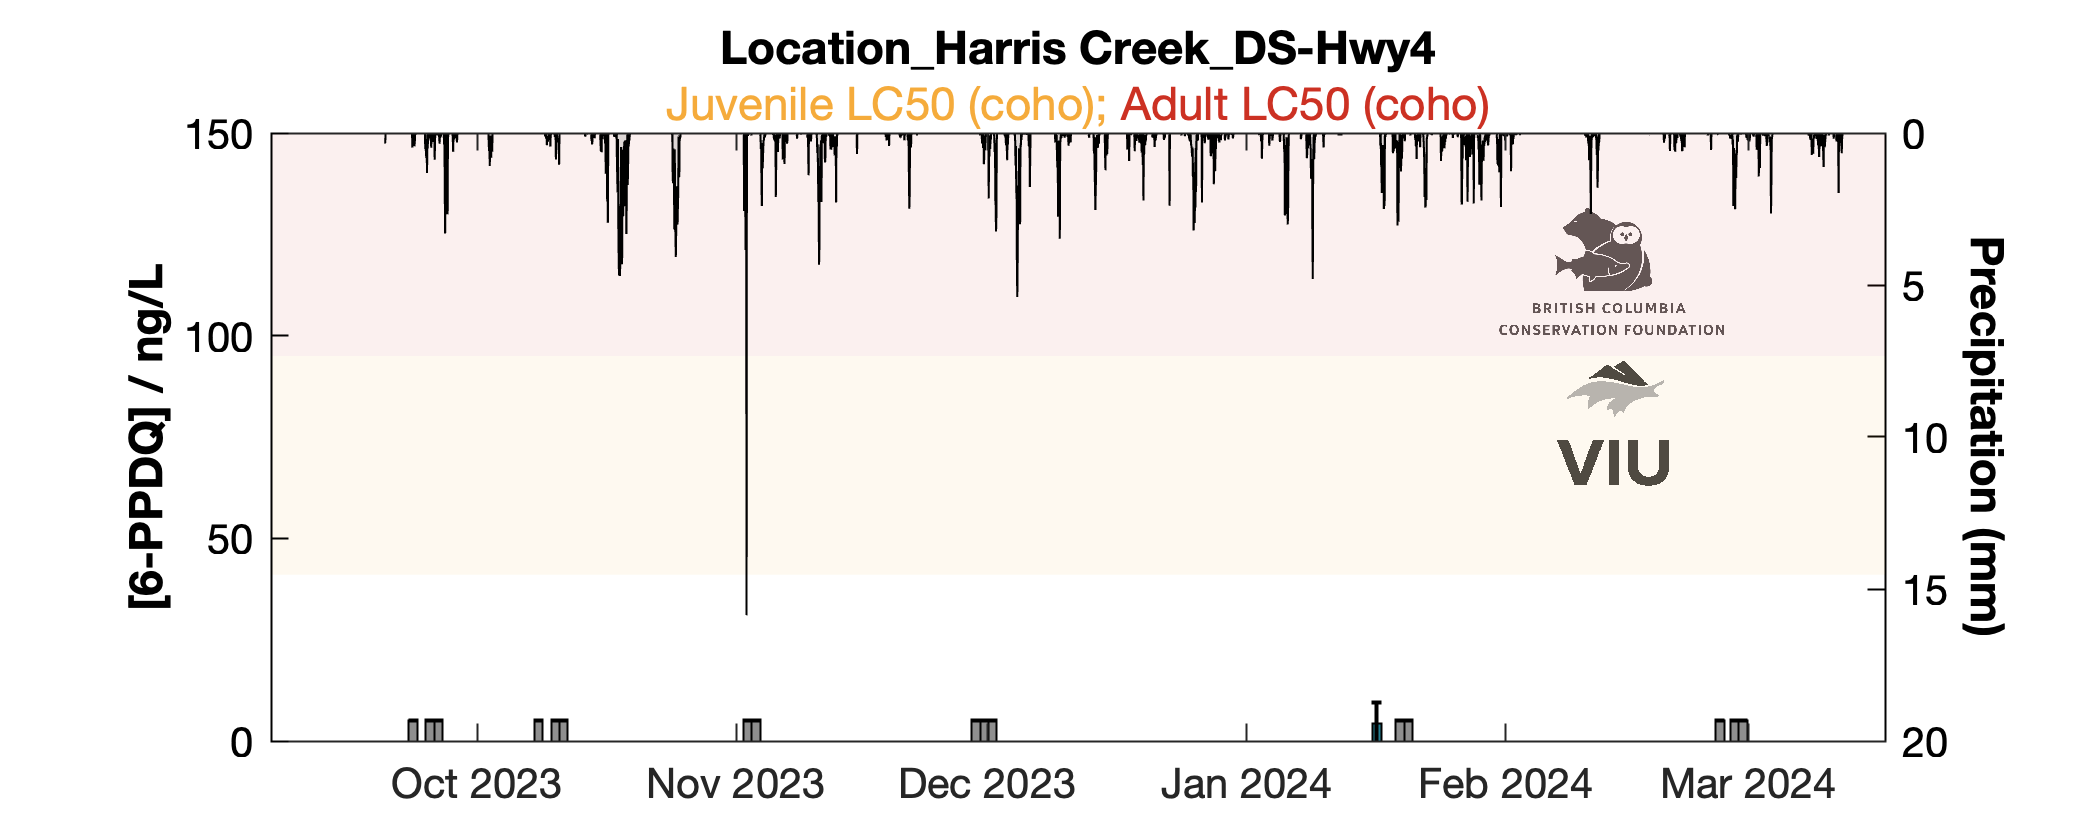 Location_Harris Creek_DS-Hwy4
Juvenile LC50 (coho); Adult LC50 (coho)
[6-PPDQ] / ng/L
150
100
50
0
0
5
10
15
20
Precipitation (mm)
BRITISH COLUMBIA
CONSERVATION FOUNDATION
VIU
Oct 2023 Nov 2023 Dec 2023 Jan 2024 Feb 2024 Mar 2024